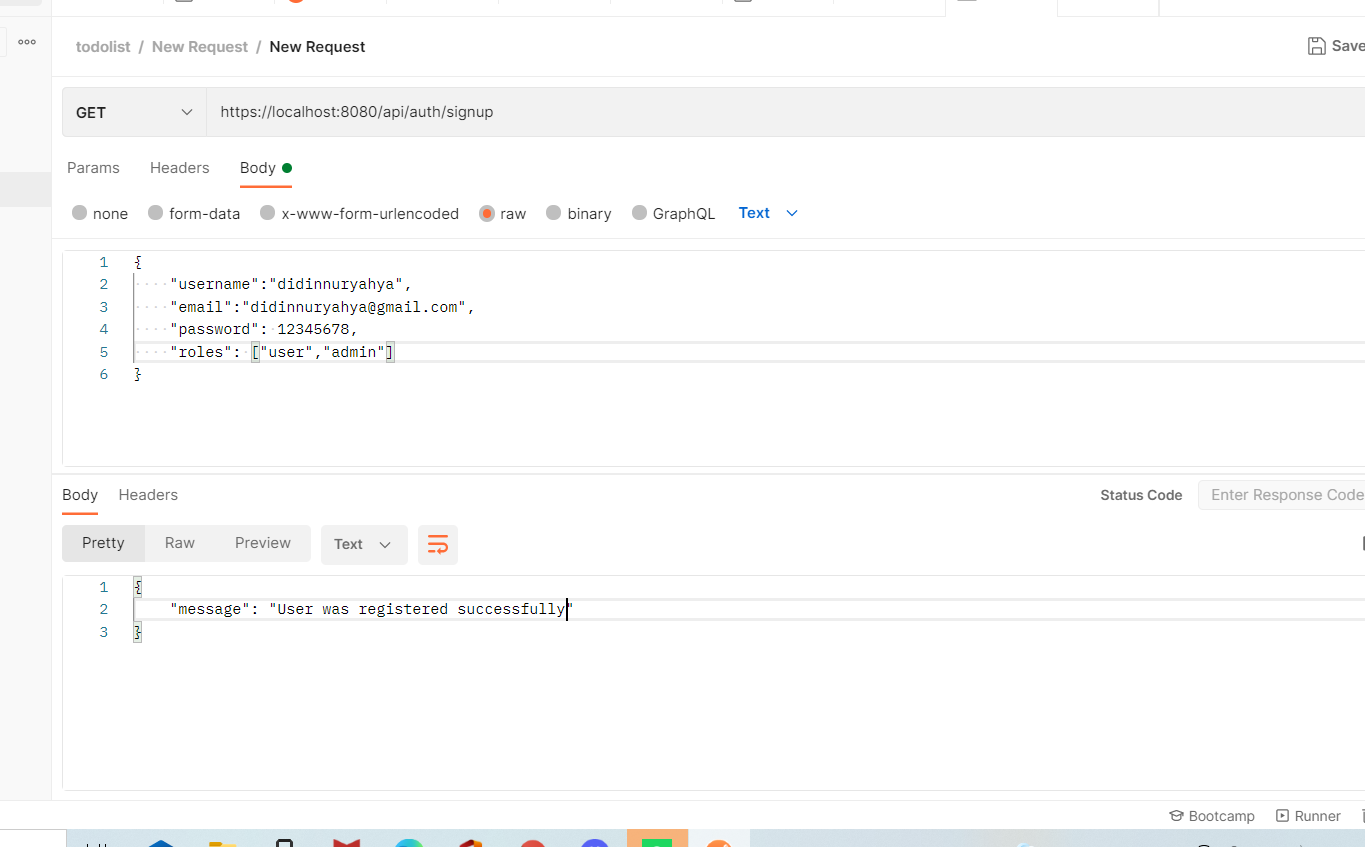 todolist / New Request / New Request
Save
GET
https://localhost:8080/api/auth/signup
Params Headers Body
none form-data x-www-form-urlencoded raw binary GraphQL Text
1 {
2 "username":"didinnuryahya",
3 "email":"didinnuryahya@gmail.com",
4 "password": 12345678,
5 "roles": ["user","admin"]
6 }
Body Headers
Status Code Enter Response Code
Pretty Raw Preview Text
1 {
2 "message": "User was registered successfully"
3 }
Bootcamp Runner